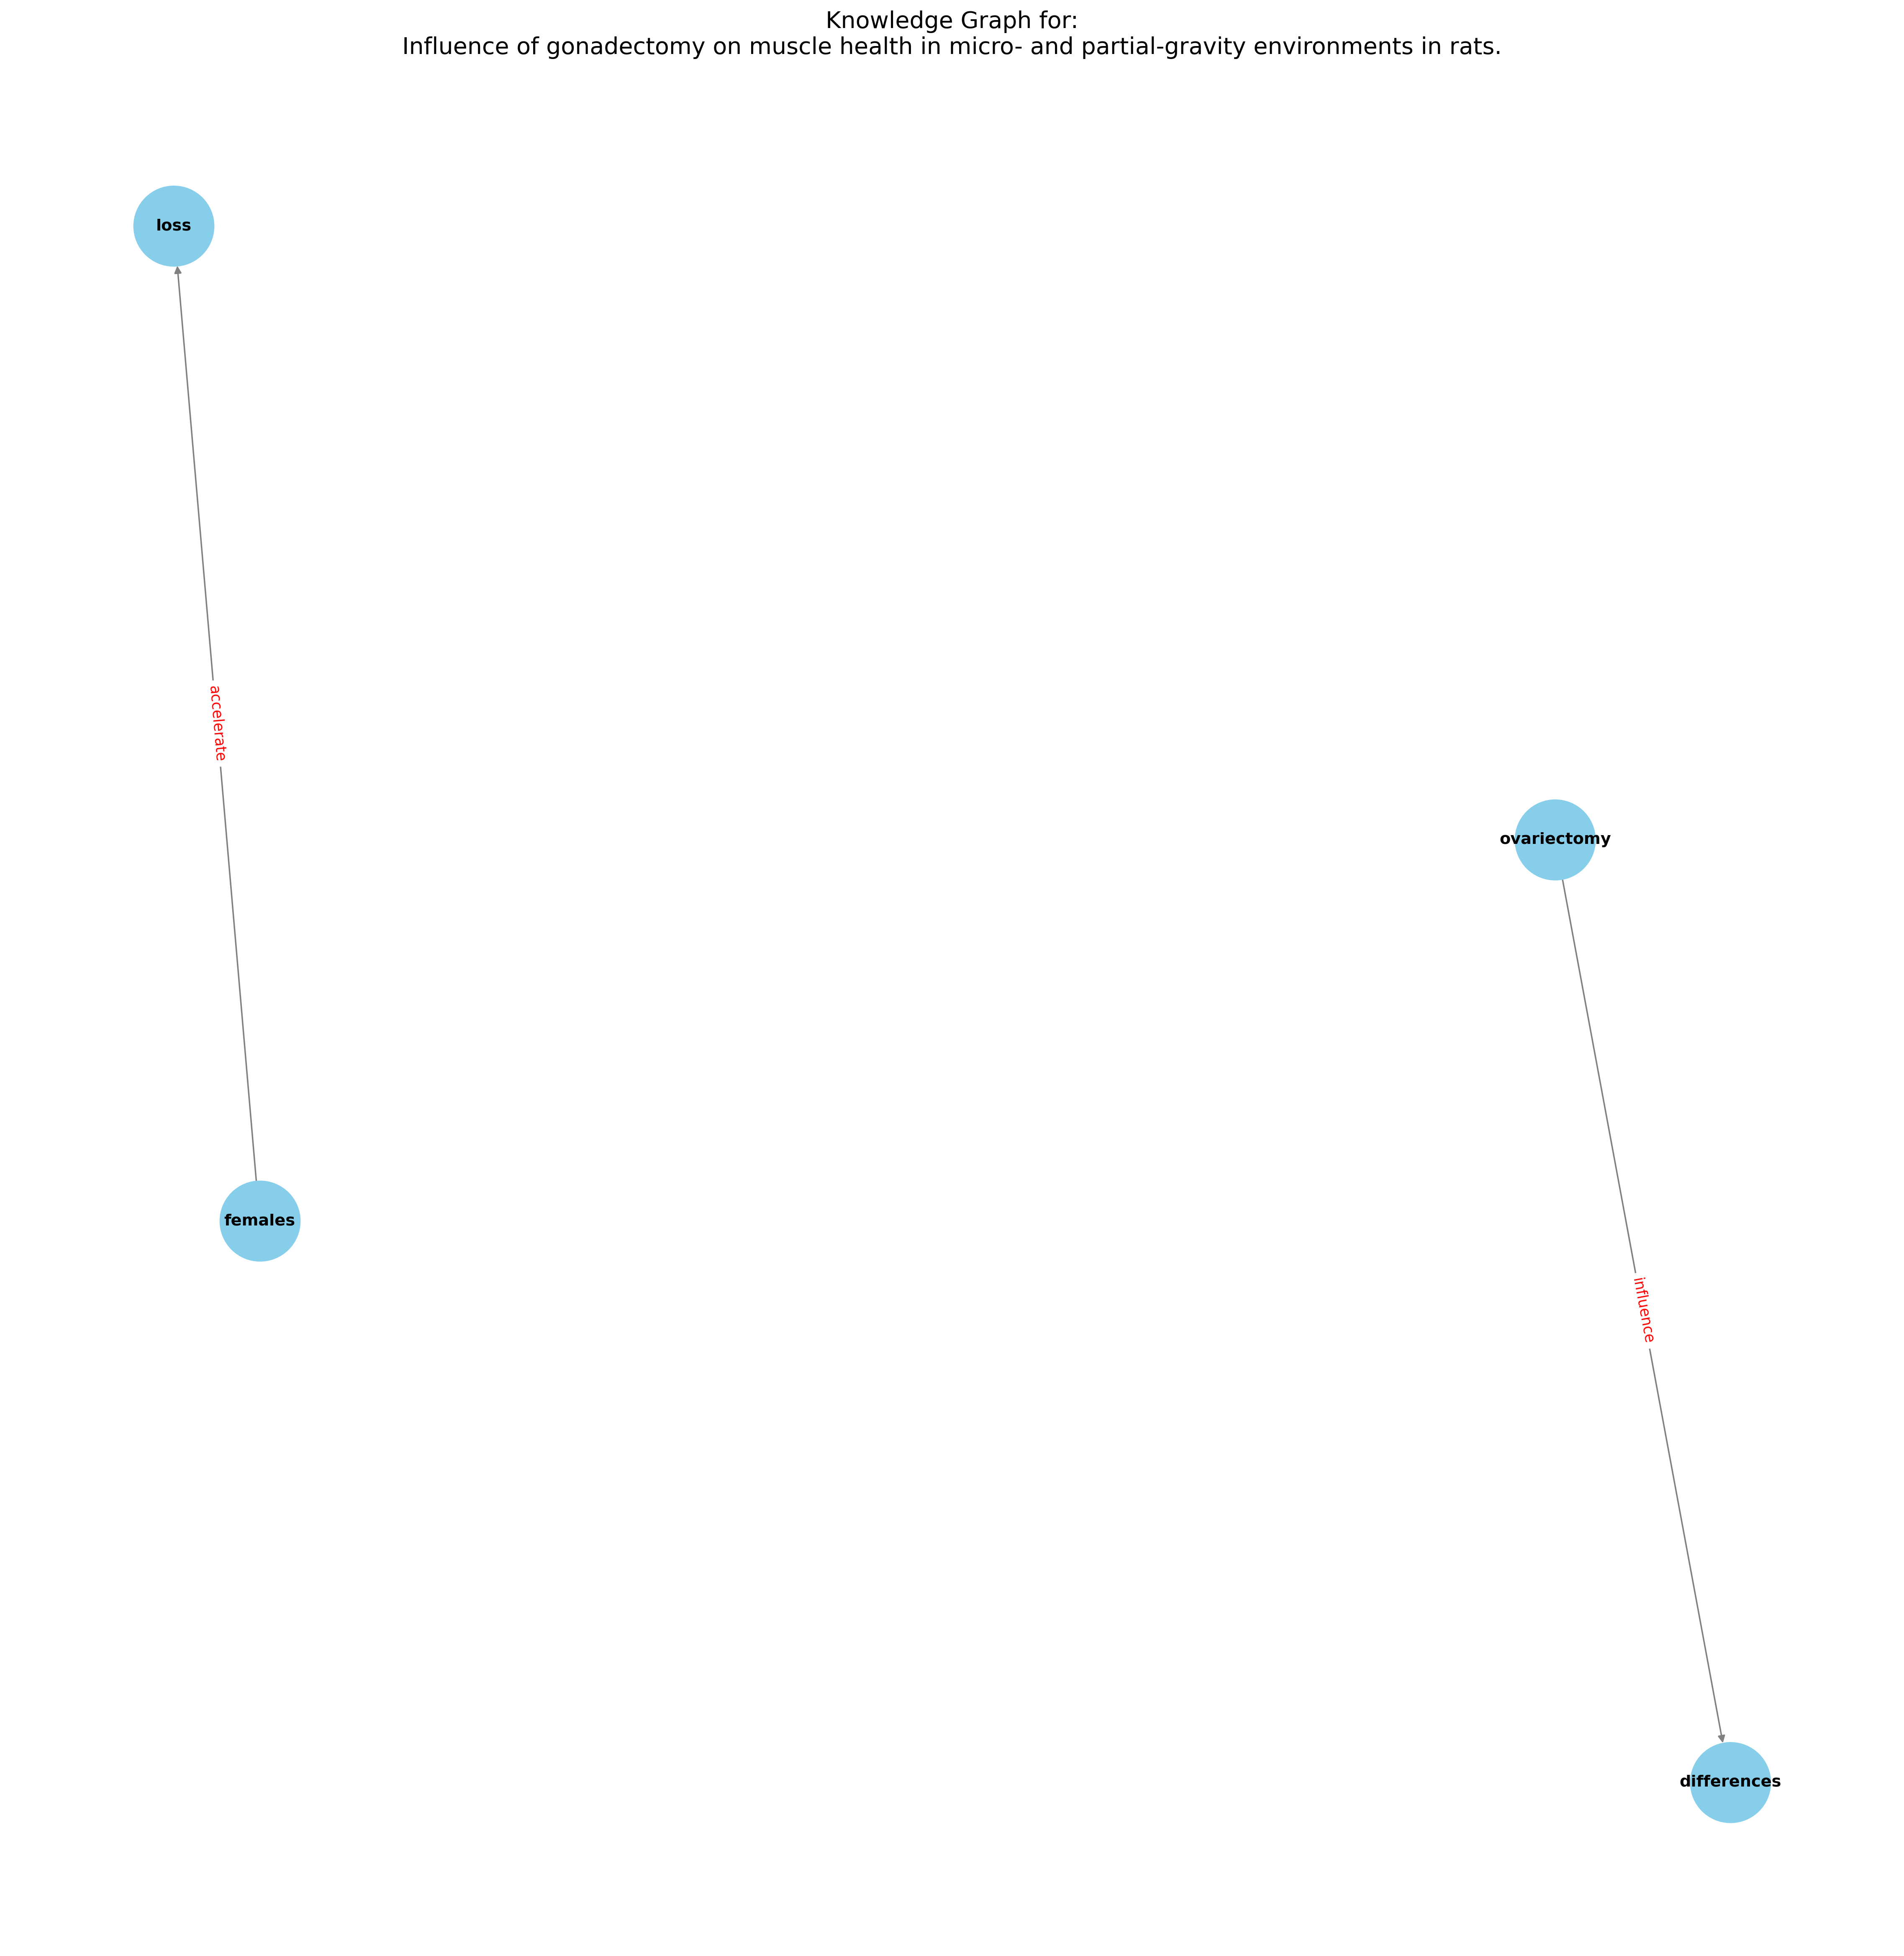 Knowledge Graph for:
Influence of gonadectomy on muscle health in micro- and partial-gravity environments in rats.
loss
accelerate
ovariectomy
females
influence
differences